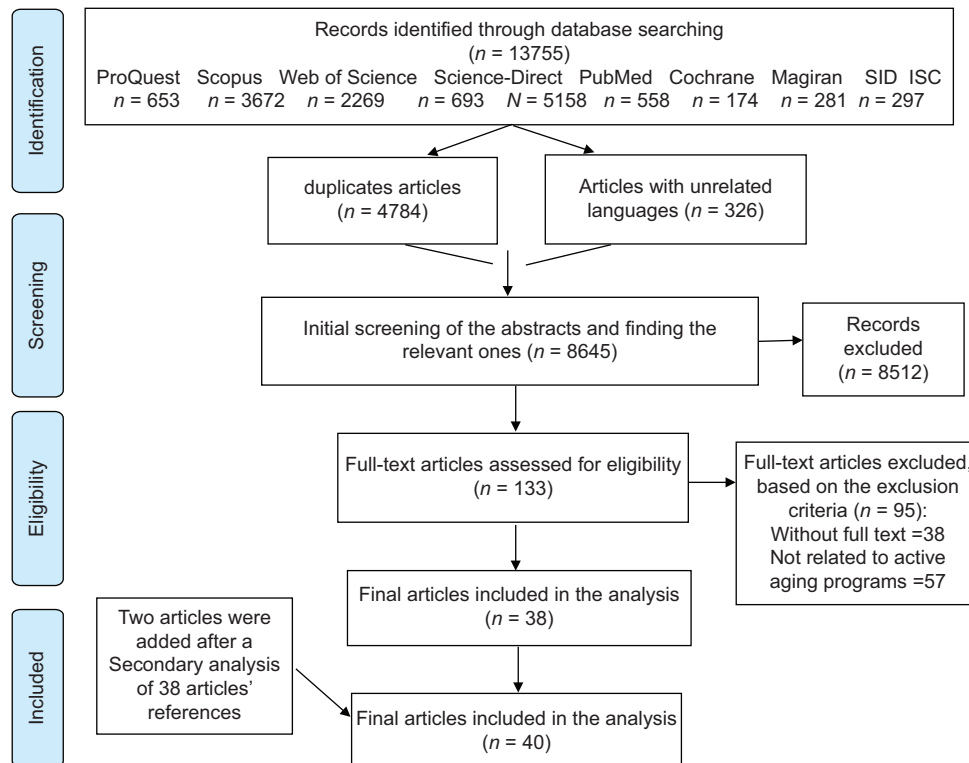 Identification
Records identified through database searching
(n = 13755)
ProQuest Scopus Web of Science Science-Direct PubMed Cochrane Magiran SID ISC
n = 653 n = 3672 n = 2269 n = 693 N = 5158 n = 558 n = 174 n = 281 n = 297
duplicates articles
(n = 4784)
Articles with unrelated
languages (n = 326)
Screening
Initial screening of the abstracts and finding the
relevant ones (n = 8645)
Records
excluded
(n = 8512)
Eligibility
Full-text articles assessed for eligibility
(n = 133)
Full-text articles excluded,
based on the exclusion
criteria (n = 95):
Without full text =38
Not related to active
aging programs =57
Final articles included in the analysis
(n = 38)
Included
Two articles were
added after a
Secondary analysis
of 38 articles’
references
Final articles included in the analysis
(n = 40)